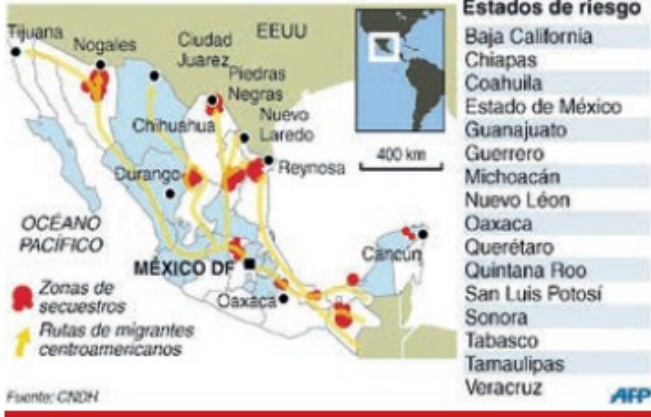 Tijuana
Nogales
Ciudad
Juarez
EEUU
Piedras
Negras
Nuevo
Laredo
Chihuahua
Reynosa
Durango
400 km
OCÉANO
PACÍFICO
MÉXICO DF
Cancún
Oaxaca
Zonas de
secuestros
Rutas de migrantes
centroamericanos
Fuente: CNDH
Estados de riesgo
Baja California
Chiapas
Coahuila
Estado de México
Guanajuato
Guerrero
Michoacán
Nuevo Léon
Oaxaca
Querétaro
Quintana Roo
San Luis Potosí
Sonora
Tabasco
Tamaulipas
Veracruz
AFP